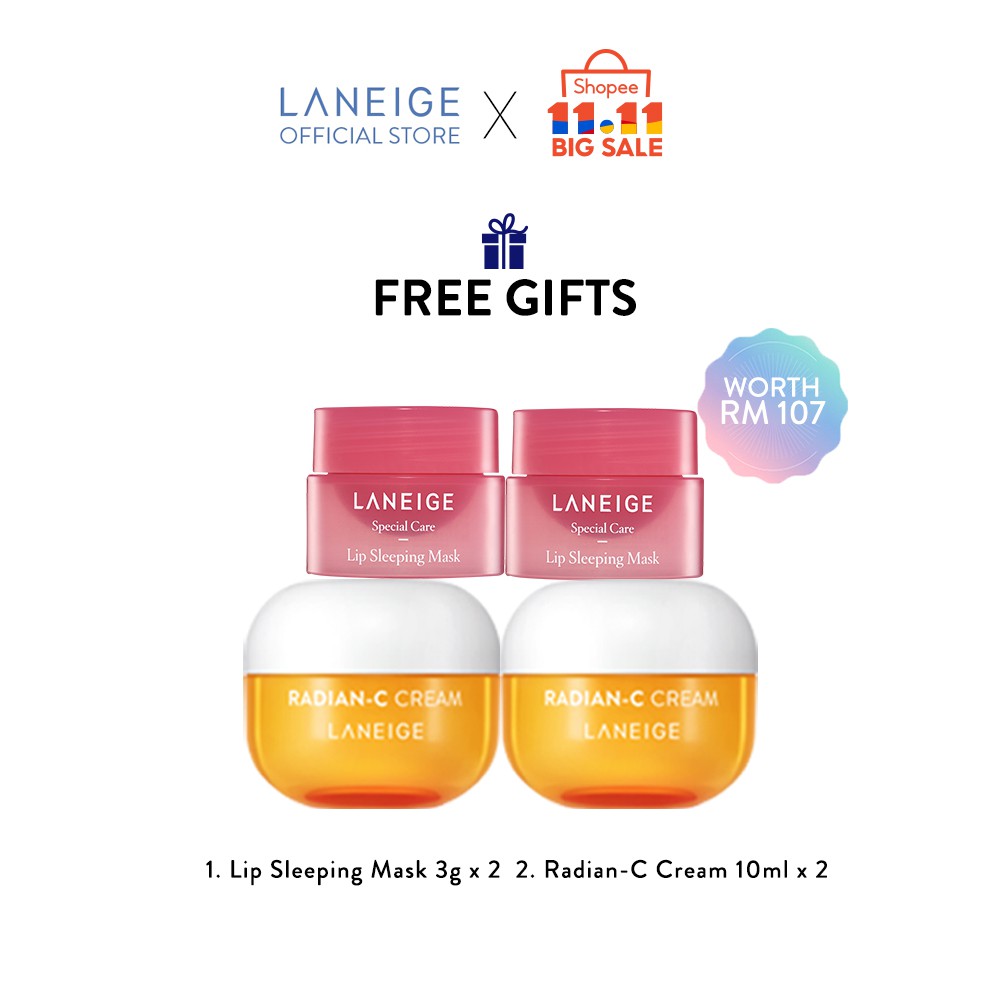 LANEIGE
OFFICIAL STORE
X
Shopee
11.11
BIG SALE
FREE GIFTS
WORTH
RM 107
LANEIGE
Special Care
Lip Sleeping Mask
LANEIGE
Special Care
Lip Sleeping Mask
RADIAN-C CREAM
LANEIGE
RADIAN-C CREAM
LANEIGE
1. Lip Sleeping Mask 3g x 2 2. Radian-C Cream 10ml x 2